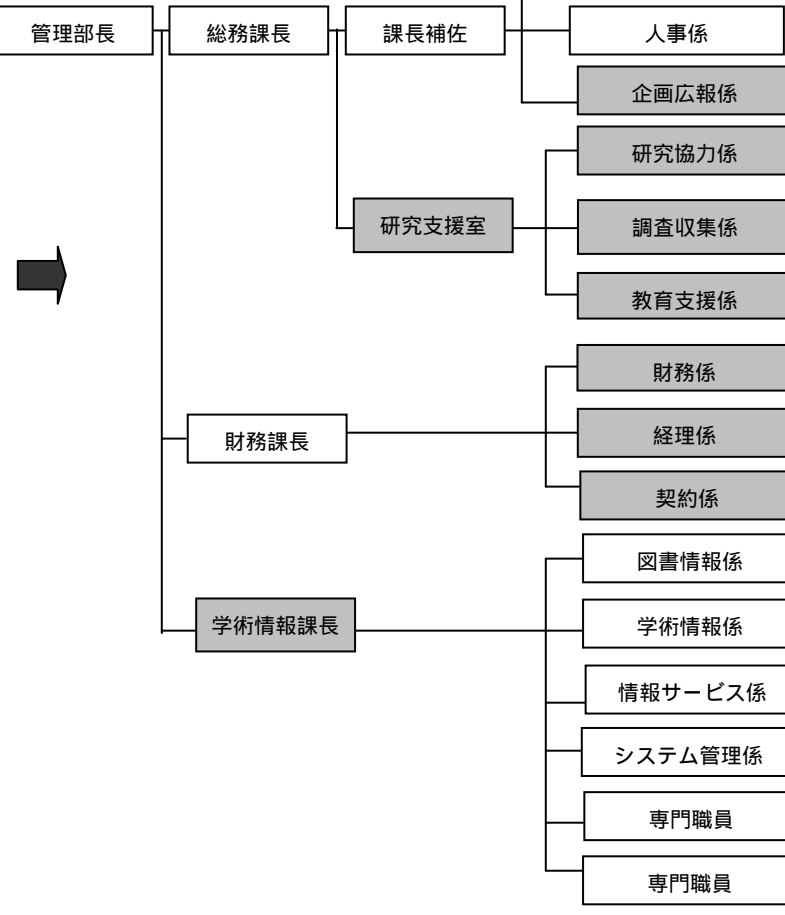 管理部長
総務課長
課長補佐
人事係
企画広報係
研究協力係
研究支援室
調査収集係
教育支援係
財務係
財務課長
経理係
契約係
図書情報係
学術情報課長
学術情報係
情報サービス係
システム管理係
専門職員
専門職員